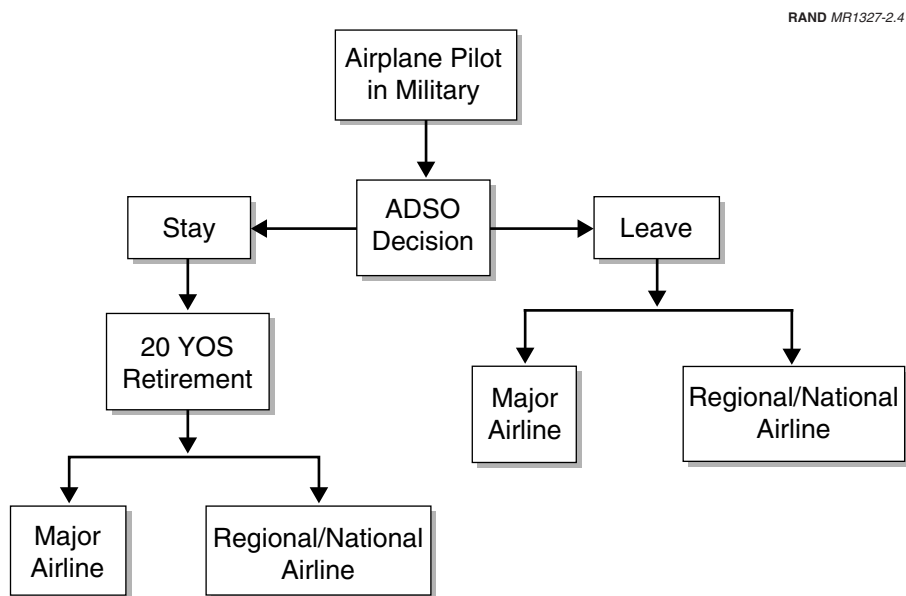 RAND MR1327-2.4
Airplane Pilot
in Military
ADSO
Decision
Stay
Leave
20 YOS
Retirement
Major
Airline
Regional/National
Airline
Major
Airline
Regional/National
Airline